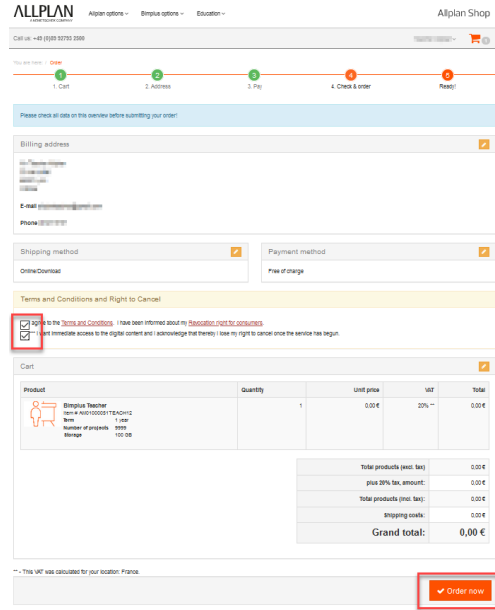 ALLPLAN
A NEMETSCHEK COMPANY
Allplan options
Bimplus options
Education
Allplan Shop
Call us: +49 (0)89 92793 2500
0
You are here: Order
1
2
3
4
5
1. Cart
2. Address
3. Pay
4. Check & order
Ready!
Please check all data on this overview before submitting your order!
Billing address
E-mail
Phone
Shipping method
Payment method
Online/Download
Free of charge
Terms and Conditions and Right to Cancel
agree to the Terms and Conditions. I have been informed about my Revocation right for consumers.
I want immediate access to the digital content and I acknowledge that thereby I lose my right to cancel once the service has begun.
Cart
Product
Quantity
Unit price
VAT
Total
Bimplus Teacher
1
0,00 €
20% **
0,00 €
Term 1 year
Number of projects 9999
Storage 100 GB
Total products (excl. tax) 0,00 €
plus 20% tax, amount: 0,00 €
Total products (incl. tax): 0,00 €
Shipping costs: 0,00 €
Grand total: 0,00 €
** - This VAT was calculated for your location: France.
Order now